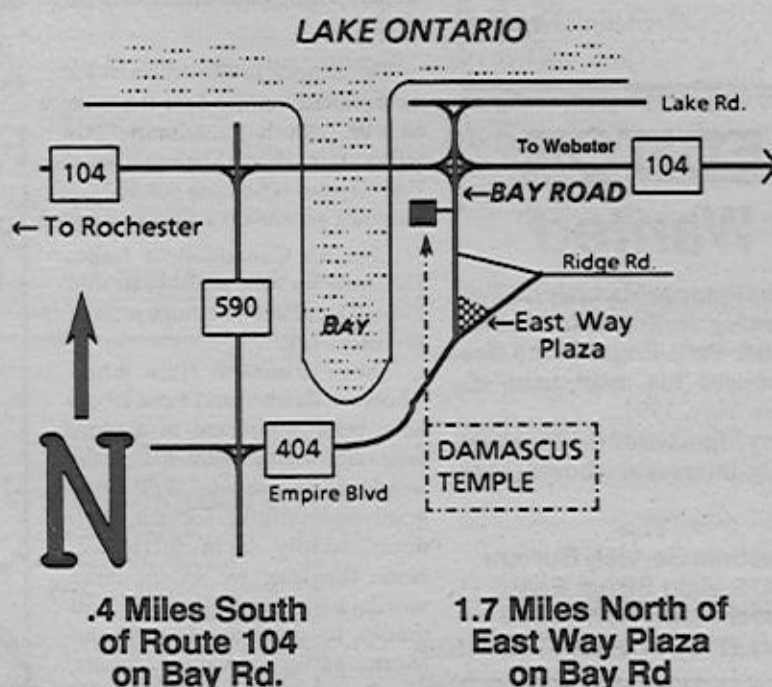 LAKE ONTARIO
Lake Rd.
104
To Webster
104
← To Rochester
←BAY ROAD
Ridge Rd.
590
BAY
←East Way
Plaza
404
Empire Blvd
DAMASCUS
TEMPLE
N
.4 Miles South
of Route 104
on Bay Rd.
1.7 Miles North of
East Way Plaza
on Bay Rd